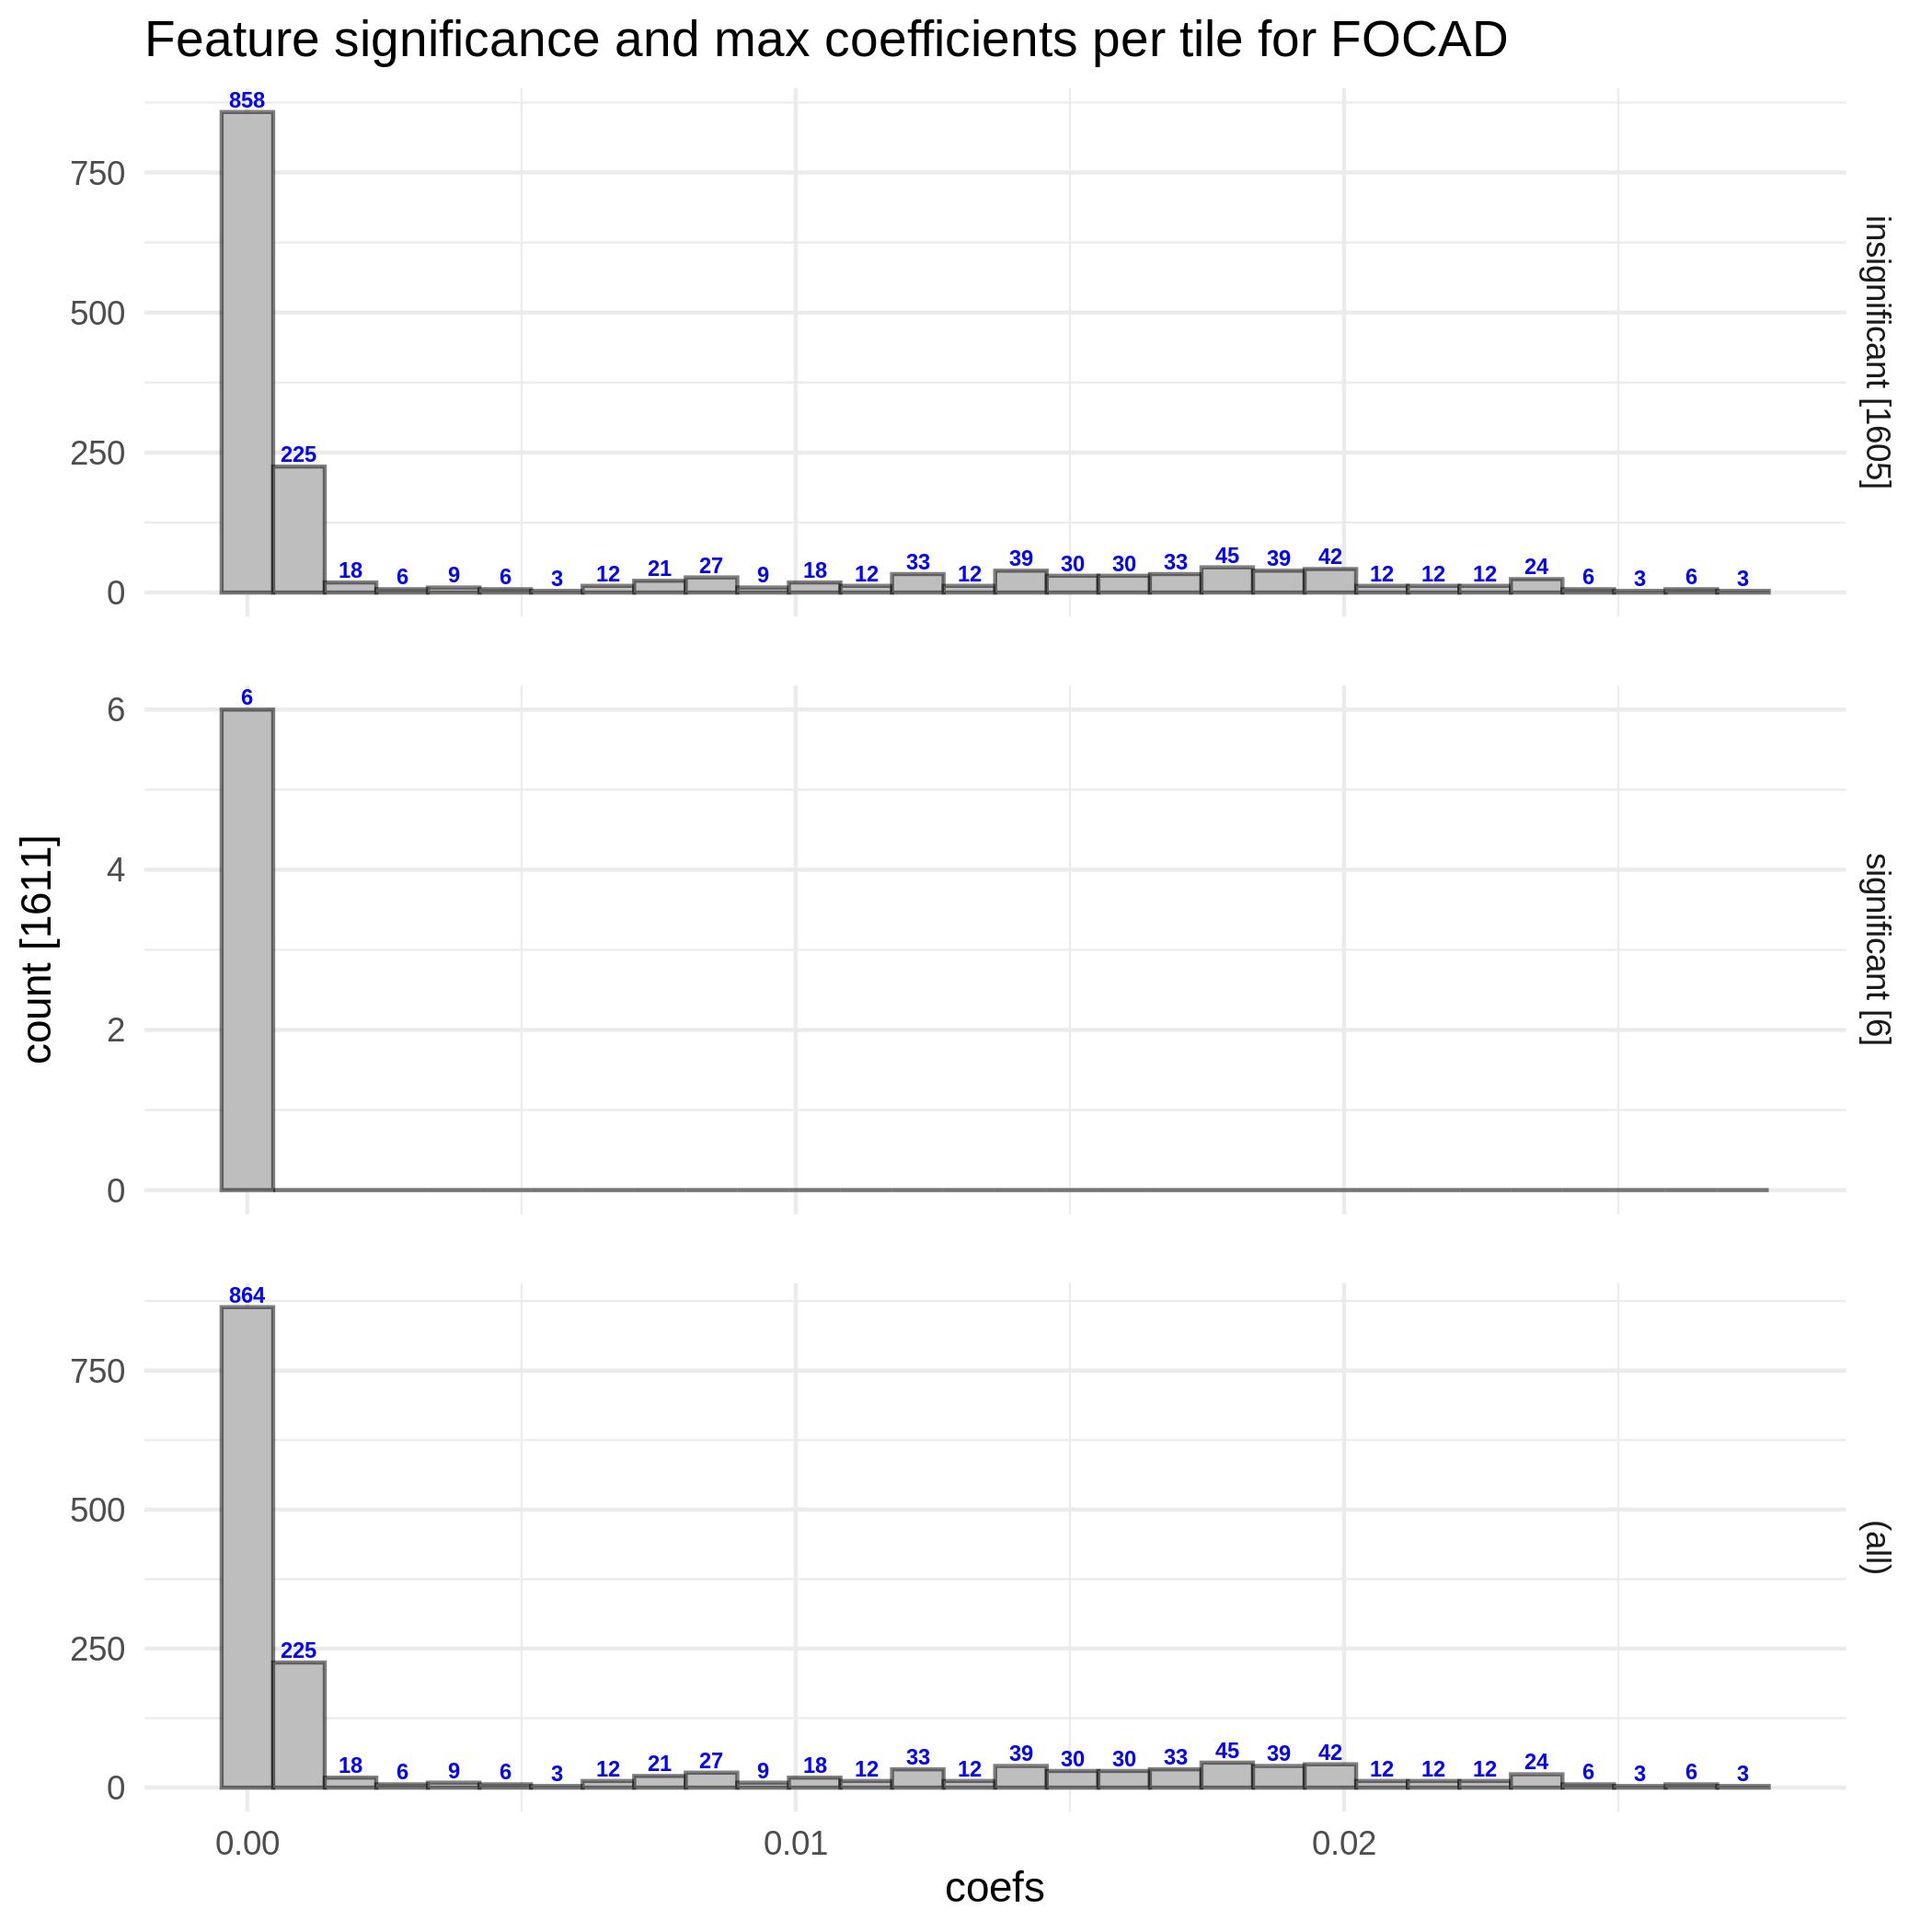 Feature significance and max coefficients per tile for FOCAD
858
750
500
250
225
18 6 9 6 3 12 21 27 9 18 12 33 12 39 30 30 33 45 39 42 12 12 12 24 6 3 6 3
0
insignificant [1605]
6
6
4
2
0
significant [6]
count [1611]
864
750
500
250
225
18 6 9 6 3 12 21 27 9 18 12 33 12 39 30 30 33 45 39 42 12 12 12 24 6 3 6 3
0
(all)
0.00 0.01 0.02
coefs